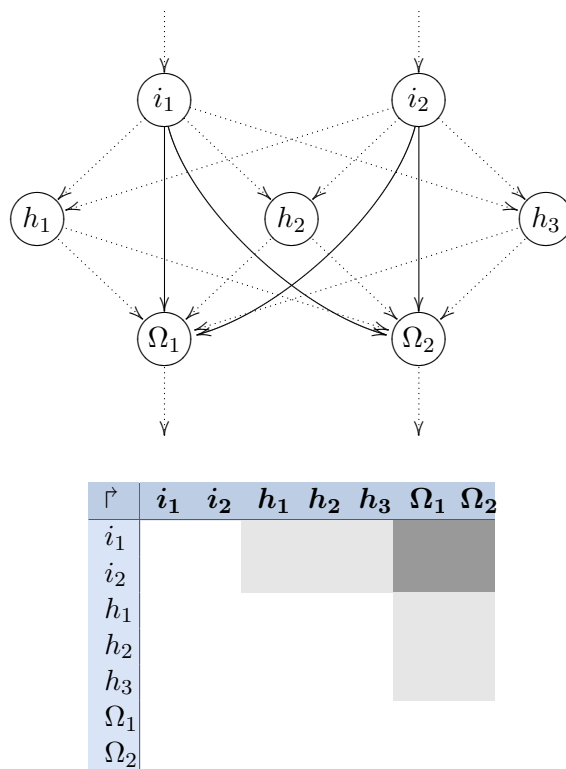 i₁ i₂
h₁ h₂ h₃
Ω₁ Ω₂
↱ i₁ i₂ h₁ h₂ h₃ Ω₁ Ω₂
i₁
i₂
h₁
h₂
h₃
Ω₁
Ω₂